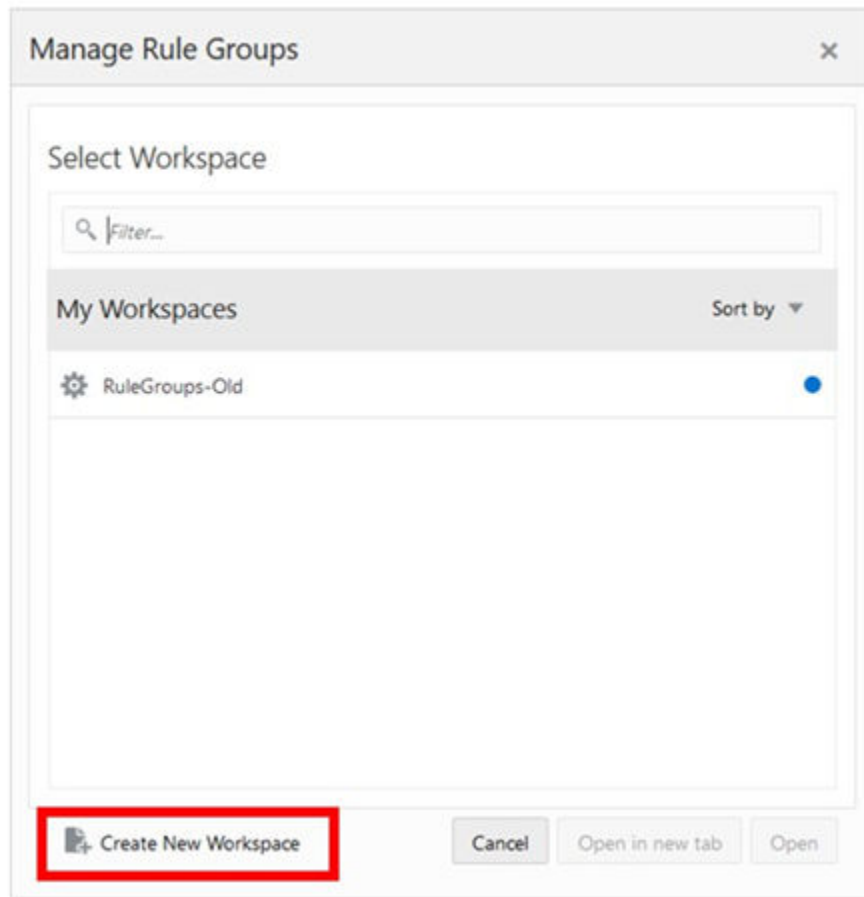 Manage Rule Groups
Select Workspace
Filter...
My Workspaces Sort by
RuleGroups-Old
Create New Workspace Cancel Open in new tab Open